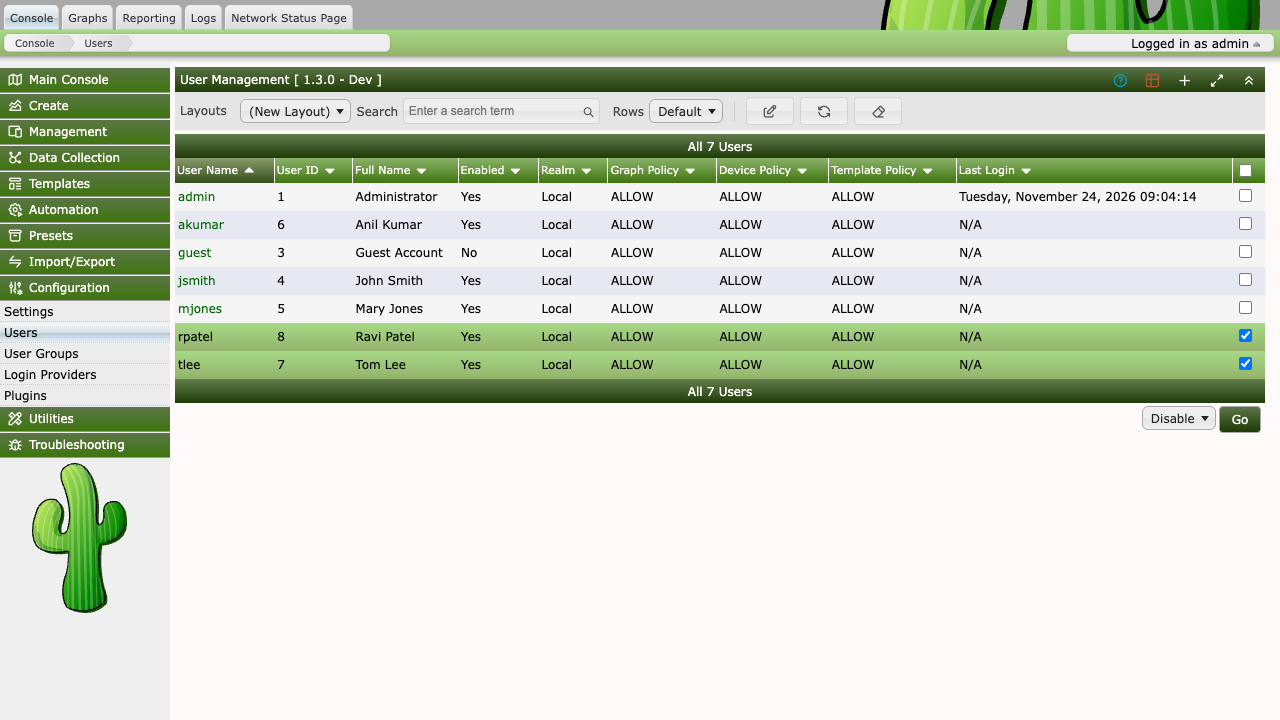 Console Graphs Reporting Logs Network Status Page
Console Users Logged in as admin
Main Console
Create
Management
Data Collection
Templates
Automation
Presets
Import/Export
Configuration
Settings
Users
User Groups
Login Providers
Plugins
Utilities
Troubleshooting
User Management [ 1.3.0 - Dev ]
Layouts (New Layout) Search Enter a search term Rows Default
All 7 Users
User Name User ID Full Name Enabled Realm Graph Policy Device Policy Template Policy Last Login
admin 1 Administrator Yes Local ALLOW ALLOW ALLOW Tuesday, November 24, 2026 09:04:14
akumar 6 Anil Kumar Yes Local ALLOW ALLOW ALLOW N/A
guest 3 Guest Account No Local ALLOW ALLOW ALLOW N/A
jsmith 4 John Smith Yes Local ALLOW ALLOW ALLOW N/A
mjones 5 Mary Jones Yes Local ALLOW ALLOW ALLOW N/A
rpatel 8 Ravi Patel Yes Local ALLOW ALLOW ALLOW N/A
tlee 7 Tom Lee Yes Local ALLOW ALLOW ALLOW N/A
All 7 Users
Disable Go